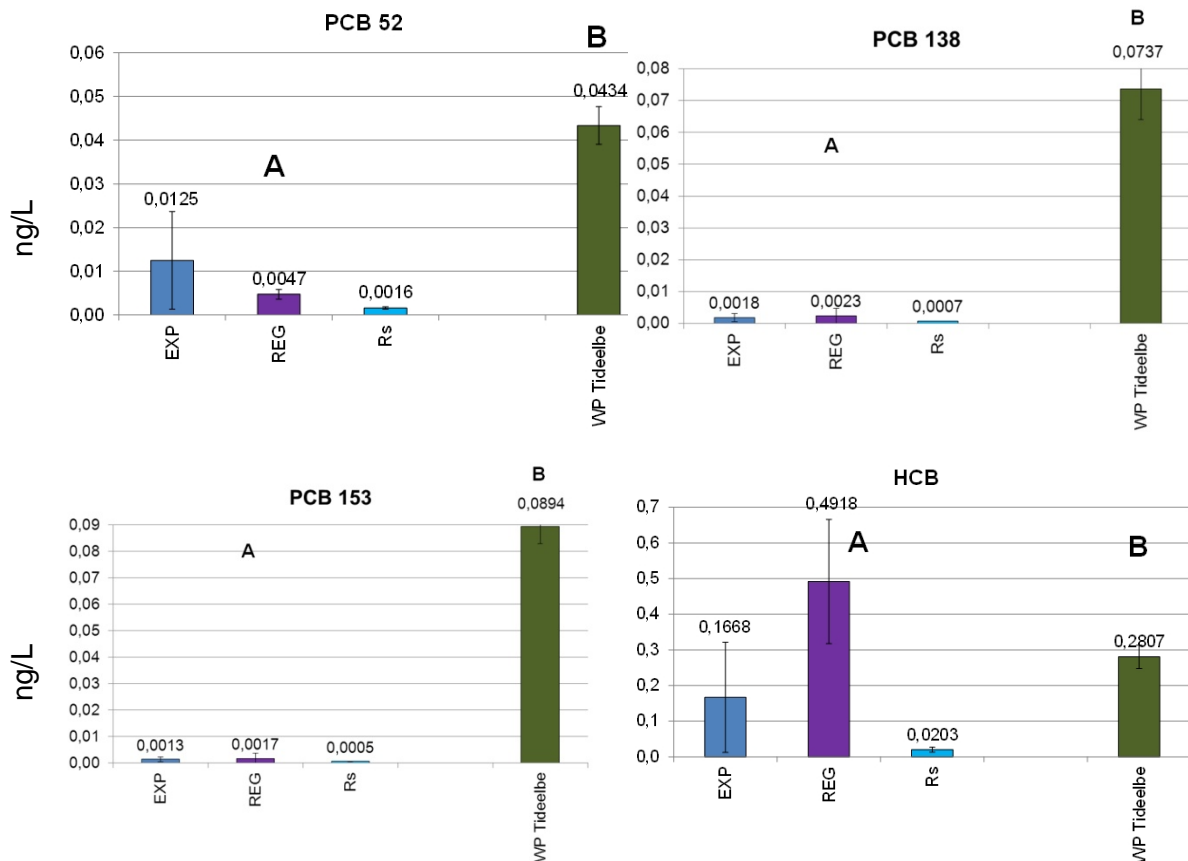 PCB 52
B
0,06
0,05
0,04
0,03
0,02
0,01
0,00
ng/L
A
0,0125
0,0047
0,0016
0,0434
EXP
REG
Rs
WP Tideelbe
B
PCB 138
0,0737
0,08
0,07
0,06
0,05
0,04
0,03
0,02
0,01
0,00
A
0,0018
0,0023
0,0007
EXP
REG
Rs
WP Tideelbe
B
PCB 153
0,0894
0,09
0,08
0,07
0,06
0,05
0,04
0,03
0,02
0,01
0,00
ng/L
A
0,0013
0,0017
0,0005
EXP
REG
Rs
WP Tideelbe
HCB
0,7
0,6
0,5
0,4
0,3
0,2
0,1
0,0
0,4918
A
B
0,1668
0,0203
0,2807
EXP
REG
Rs
WP Tideelbe